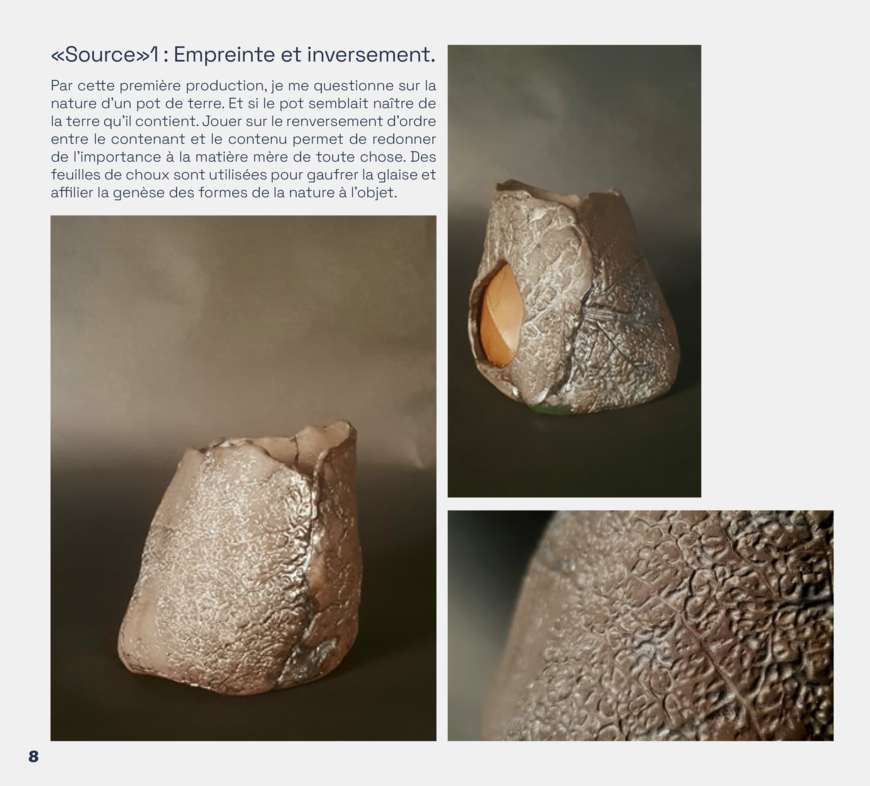 «Source»1 : Empreinte et inversement.
Par cette première production, je me questionne sur la
nature d'un pot de terre. Et si le pot semblait naître de
la terre qu'il contient. Jouer sur le renversement d'ordre
entre le contenant et le contenu permet de redonner
de l'importance à la matière mère de toute chose. Des
feuilles de choux sont utilisées pour gaufrer la glaise et
affilier la genèse des formes de la nature à l'objet.
8